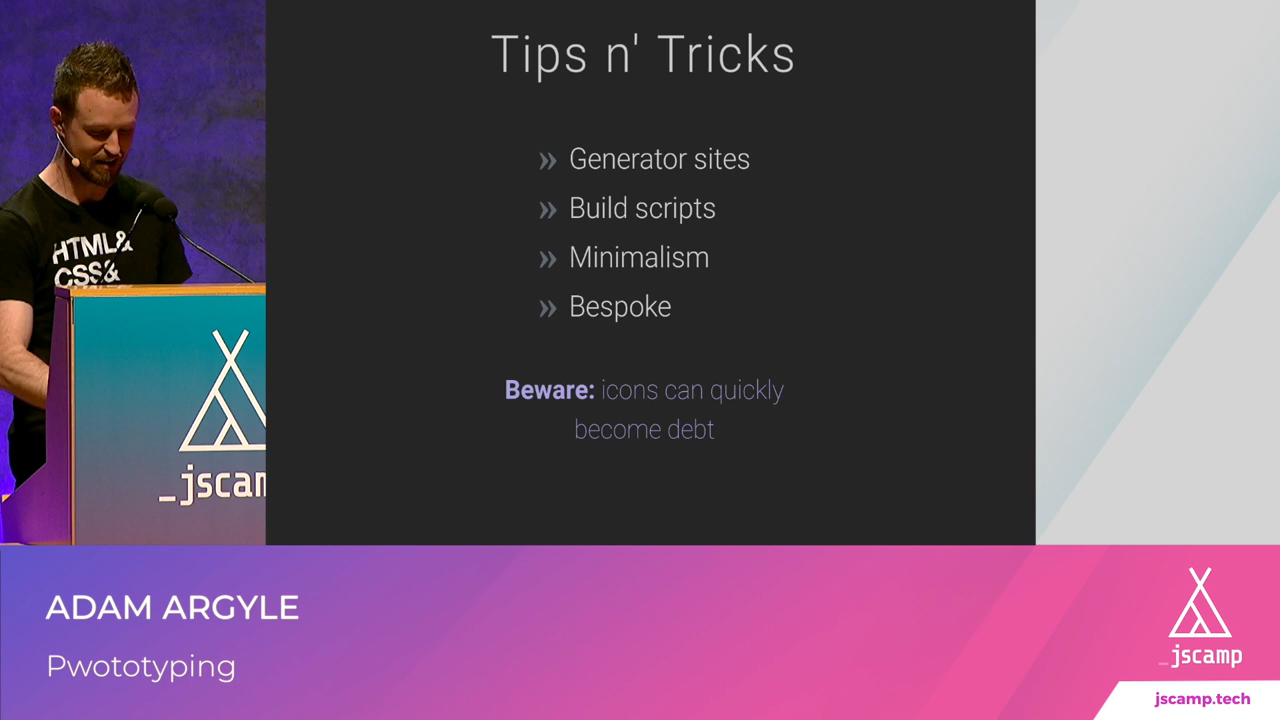 Tips n' Tricks
» Generator sites
» Build scripts
» Minimalism
» Bespoke
Beware: icons can quickly
become debt
HTML&
CSS&
_jscam
ADAM ARGYLE
Pwototyping
_jscamp
jscamp.tech